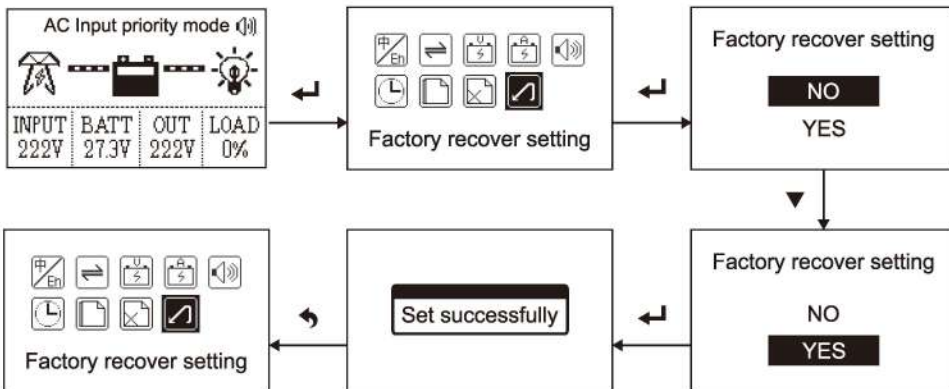 AC Input priority mode
INPUT BATT OUT LOAD
222V 27.3V 222V 0%
中/En V A
Factory recover setting
Factory recover setting
NO
YES
Factory recover setting
NO
YES
Set successfully
中/En V A
Factory recover setting